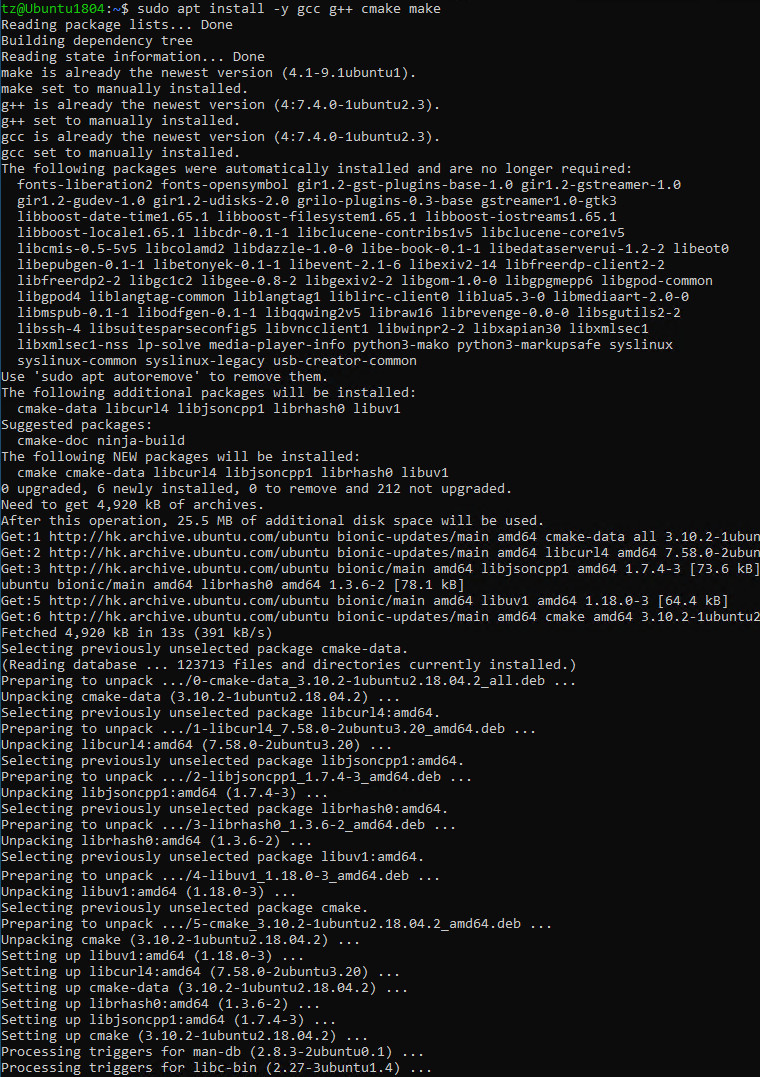 tz@Ubuntu1804:~$ sudo apt install -y gcc g++ cmake make
Reading package lists... Done
Building dependency tree
Reading state information... Done
make is already the newest version (4.1-9.1ubuntu1).
make set to manually installed.
g++ is already the newest version (4:7.4.0-1ubuntu2.3).
g++ set to manually installed.
gcc is already the newest version (4:7.4.0-1ubuntu2.3).
gcc set to manually installed.
The following packages were automatically installed and are no longer required:
  fonts-liberation2 fonts-opensymbol gir1.2-gst-plugins-base-1.0 gir1.2-gstreamer-1.0
  gir1.2-gudev-1.0 gir1.2-udisks-2.0 grilo-plugins-0.3-base gstreamer1.0-gtk3
  libboost-date-time1.65.1 libboost-filesystem1.65.1 libboost-iostreams1.65.1
  libboost-locale1.65.1 libcdr-0.1-1 libclucene-contribs1v5 libclucene-core1v5
  libcmis-0.5-5v5 libcolamd2 libdazzle-1.0-0 libe-book-0.1-1 libedataserverui-1.2-2 libeot0
  libepubgen-0.1-1 libetonyek-0.1-1 libevent-2.1-6 libexiv2-14 libfreerdp-client2-2
  libfreerdp2-2 libgc1c2 libgee-0.8-2 libgexiv2-2 libgom-1.0-0 libgpgmepp6 libgpod-common
  libgpod4 liblangtag-common liblangtag1 liblirc-client0 liblua5.3-0 libmediaart-2.0-0
  libmspub-0.1-1 libodfgen-0.1-1 libqqwing2v5 libraw16 librevenge-0.0-0 libsgutils2-2
  libssh-4 libsuitesparseconfig5 libvncclient1 libwinpr2-2 libxapian30 libxmlsec1
  libxmlsec1-nss lp-solve media-player-info python3-mako python3-markupsafe syslinux
  syslinux-common syslinux-legacy usb-creator-common
Use 'sudo apt autoremove' to remove them.
The following additional packages will be installed:
  cmake-data libcurl4 libjsoncpp1 librhash0 libuv1
Suggested packages:
  cmake-doc ninja-build
The following NEW packages will be installed:
  cmake cmake-data libcurl4 libjsoncpp1 librhash0 libuv1
0 upgraded, 6 newly installed, 0 to remove and 212 not upgraded.
Need to get 4,920 kB of archives.
After this operation, 25.5 MB of additional disk space will be used.
Get:1 http://hk.archive.ubuntu.com/ubuntu bionic-updates/main amd64 cmake-data all 3.10.2-1ubun
Get:2 http://hk.archive.ubuntu.com/ubuntu bionic-updates/main amd64 libcurl4 amd64 7.58.0-2ubun
Get:3 http://hk.archive.ubuntu.com/ubuntu bionic/main amd64 libjsoncpp1 amd64 1.7.4-3 [73.6 kB]
ubuntu bionic/main amd64 librhash0 amd64 1.3.6-2 [78.1 kB]
Get:5 http://hk.archive.ubuntu.com/ubuntu bionic/main amd64 libuv1 amd64 1.18.0-3 [64.4 kB]
Get:6 http://hk.archive.ubuntu.com/ubuntu bionic-updates/main amd64 cmake amd64 3.10.2-1ubuntu2
Fetched 4,920 kB in 13s (391 kB/s)
Selecting previously unselected package cmake-data.
(Reading database ... 123713 files and directories currently installed.)
Preparing to unpack .../0-cmake-data_3.10.2-1ubuntu2.18.04.2_all.deb ...
Unpacking cmake-data (3.10.2-1ubuntu2.18.04.2) ...
Selecting previously unselected package libcurl4:amd64.
Preparing to unpack .../1-libcurl4_7.58.0-2ubuntu3.20_amd64.deb ...
Unpacking libcurl4:amd64 (7.58.0-2ubuntu3.20) ...
Selecting previously unselected package libjsoncpp1:amd64.
Preparing to unpack .../2-libjsoncpp1_1.7.4-3_amd64.deb ...
Unpacking libjsoncpp1:amd64 (1.7.4-3) ...
Selecting previously unselected package librhash0:amd64.
Preparing to unpack .../3-librhash0_1.3.6-2_amd64.deb ...
Unpacking librhash0:amd64 (1.3.6-2) ...
Selecting previously unselected package libuv1:amd64.
Preparing to unpack .../4-libuv1_1.18.0-3_amd64.deb ...
Unpacking libuv1:amd64 (1.18.0-3) ...
Selecting previously unselected package cmake.
Preparing to unpack .../5-cmake_3.10.2-1ubuntu2.18.04.2_amd64.deb ...
Unpacking cmake (3.10.2-1ubuntu2.18.04.2) ...
Setting up libuv1:amd64 (1.18.0-3) ...
Setting up libcurl4:amd64 (7.58.0-2ubuntu3.20) ...
Setting up cmake-data (3.10.2-1ubuntu2.18.04.2) ...
Setting up librhash0:amd64 (1.3.6-2) ...
Setting up libjsoncpp1:amd64 (1.7.4-3) ...
Setting up cmake (3.10.2-1ubuntu2.18.04.2) ...
Processing triggers for man-db (2.8.3-2ubuntu0.1) ...
Processing triggers for libc-bin (2.27-3ubuntu1.4) ...